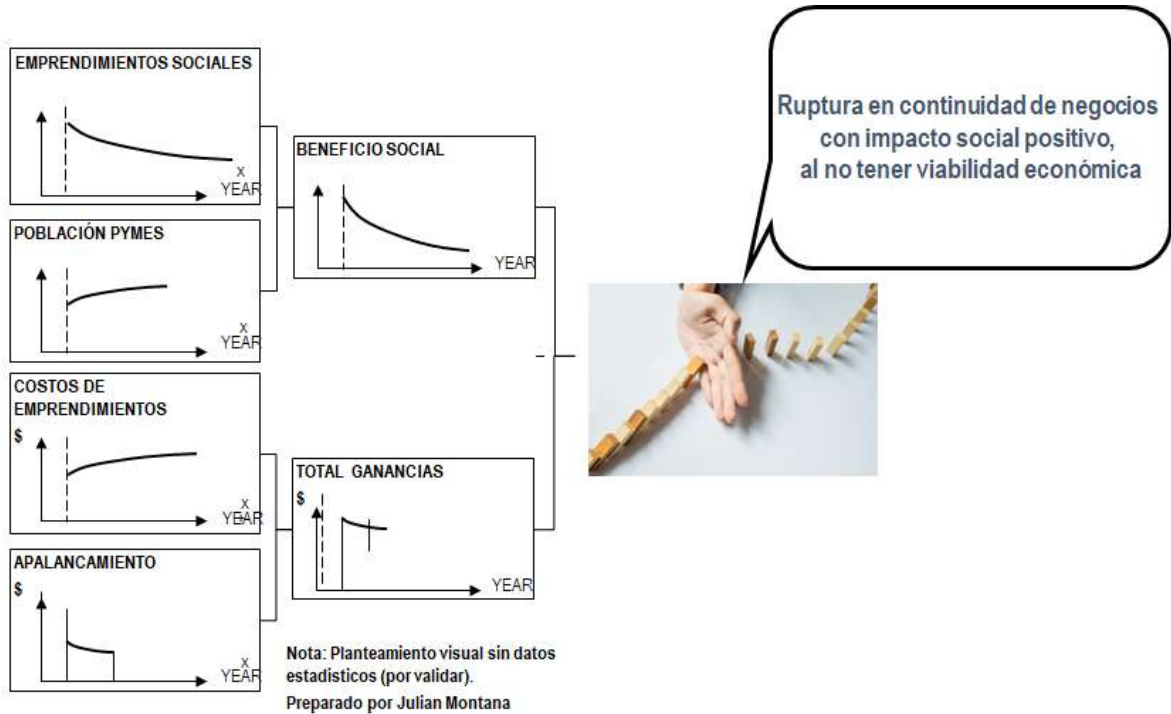 EMPRENDIMIENTOS SOCIALES
x
YEAR
POBLACIÓN PYMES
x
YEAR
COSTOS DE
EMPRENDIMIENTOS
$
x
YEAR
APALANCAMIENTO
$
x
YEAR
BENEFICIO SOCIAL
YEAR
TOTAL GANANCIAS
$
YEAR
Nota: Planteamiento visual sin datos
estadisticos (por validar).
Preparado por Julian Montana
Ruptura en continuidad de negocios
con impacto social positivo,
al no tener viabilidad económica